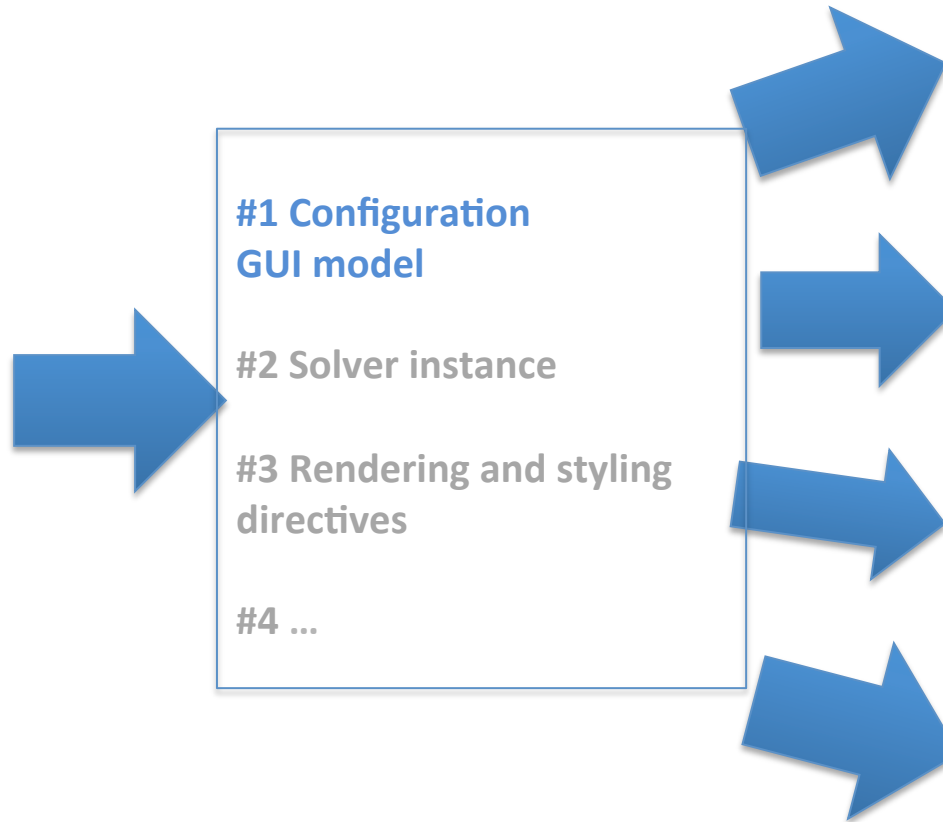 #1 Configuration
GUI model
#2 Solver instance
#3 Rendering and styling
directives
#4 ...